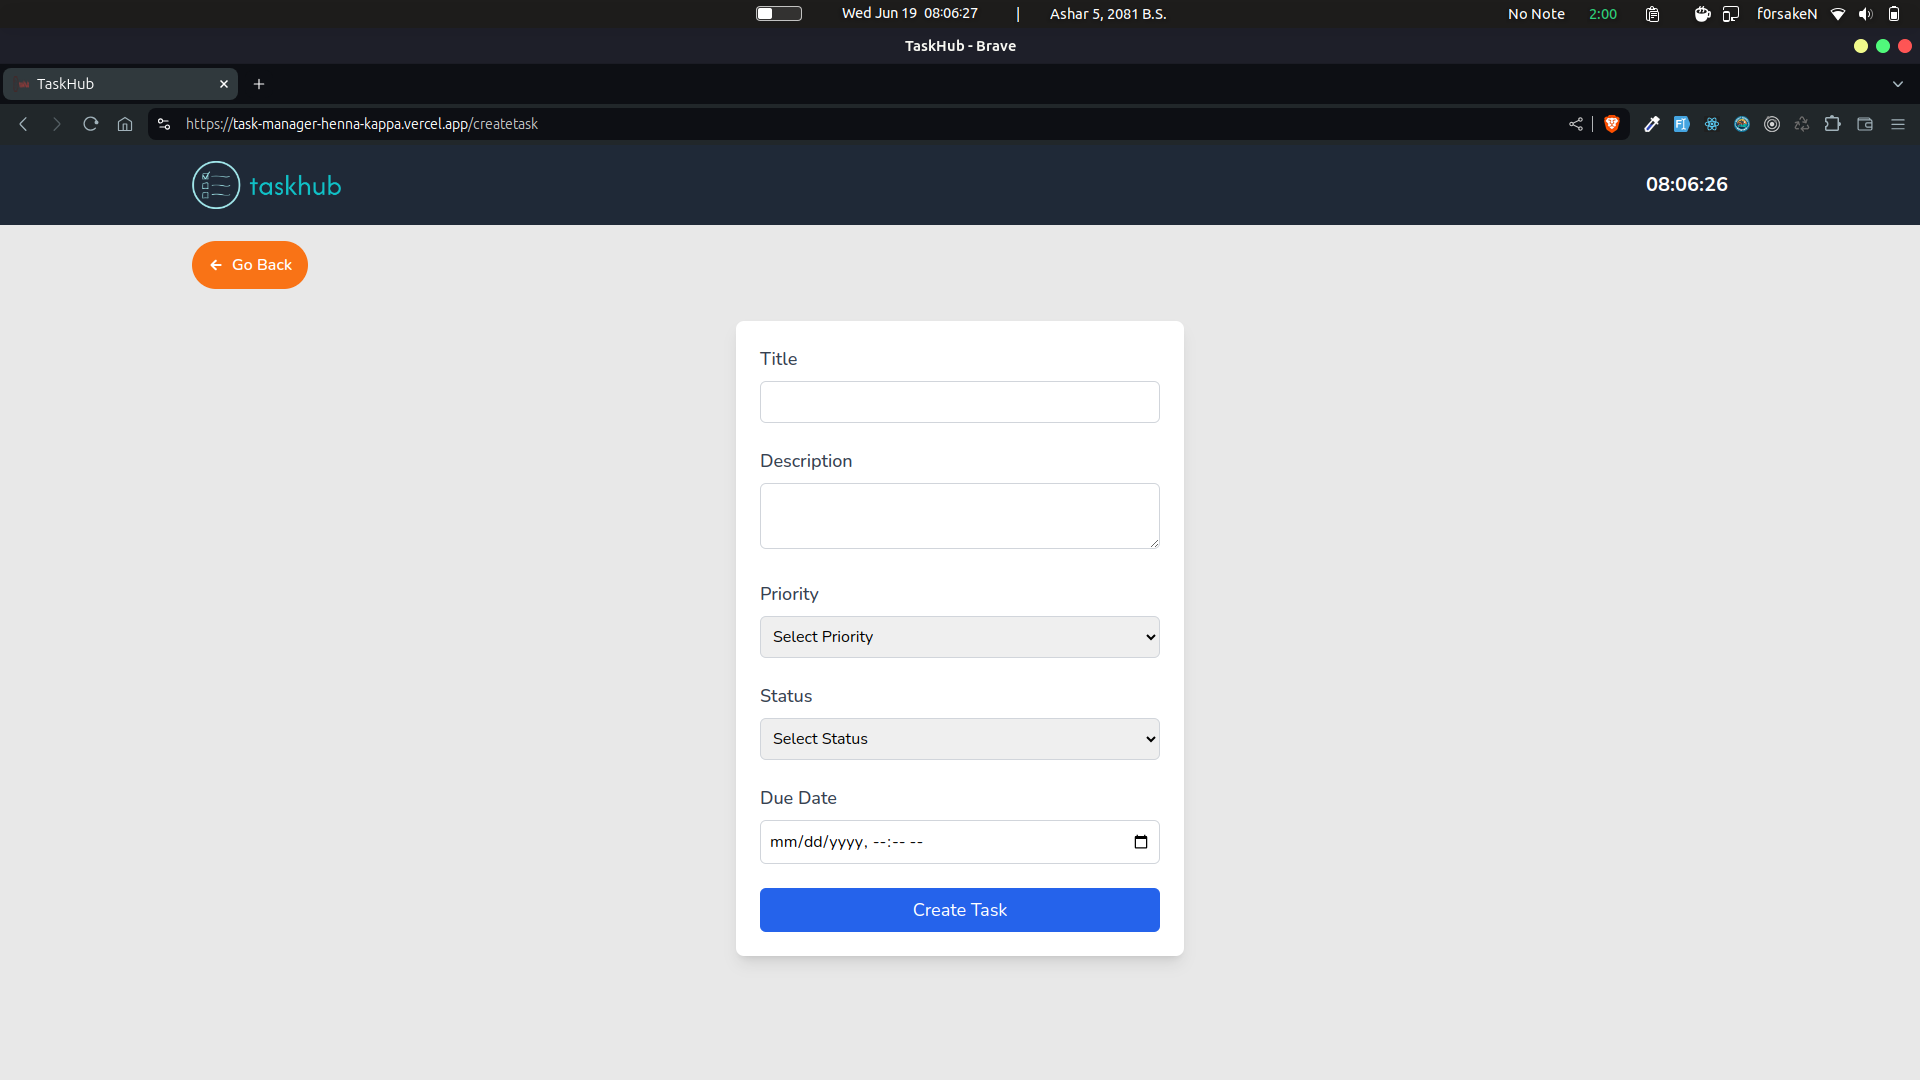 Wed Jun 19 08:06:27 | Ashar 5, 2081 B.S. No Note 2:00 f0rsakeN
TaskHub - Brave
TaskHub
https://task-manager-henna-kappa.vercel.app/createtask
taskhub 08:06:26
Go Back
Title
Description
Priority
Select Priority
Status
Select Status
Due Date
mm/dd/yyyy, --:-- --
Create Task